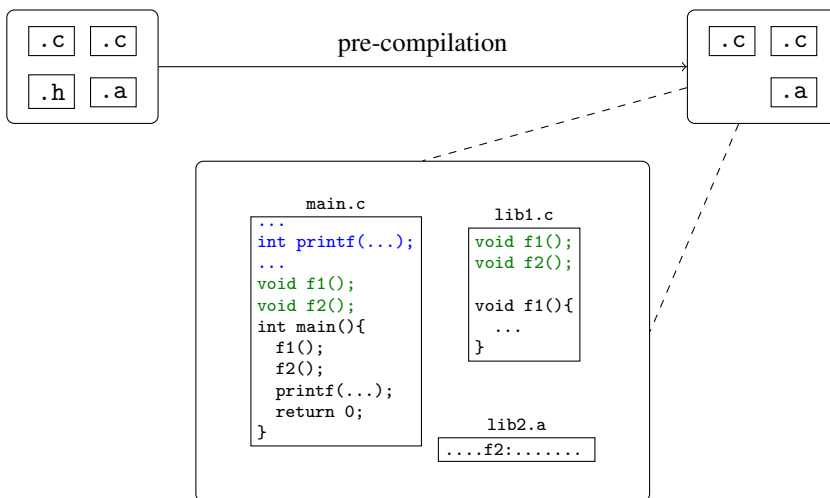 .c .c
.h .a
pre-compilation
.c .c
.a
main.c
...
int printf(...);
...
void f1();
void f2();
int main(){
  f1();
  f2();
  printf(...);
  return 0;
}
lib1.c
void f1();
void f2();

void f1(){
  ...
}
lib2.a
....f2:.......